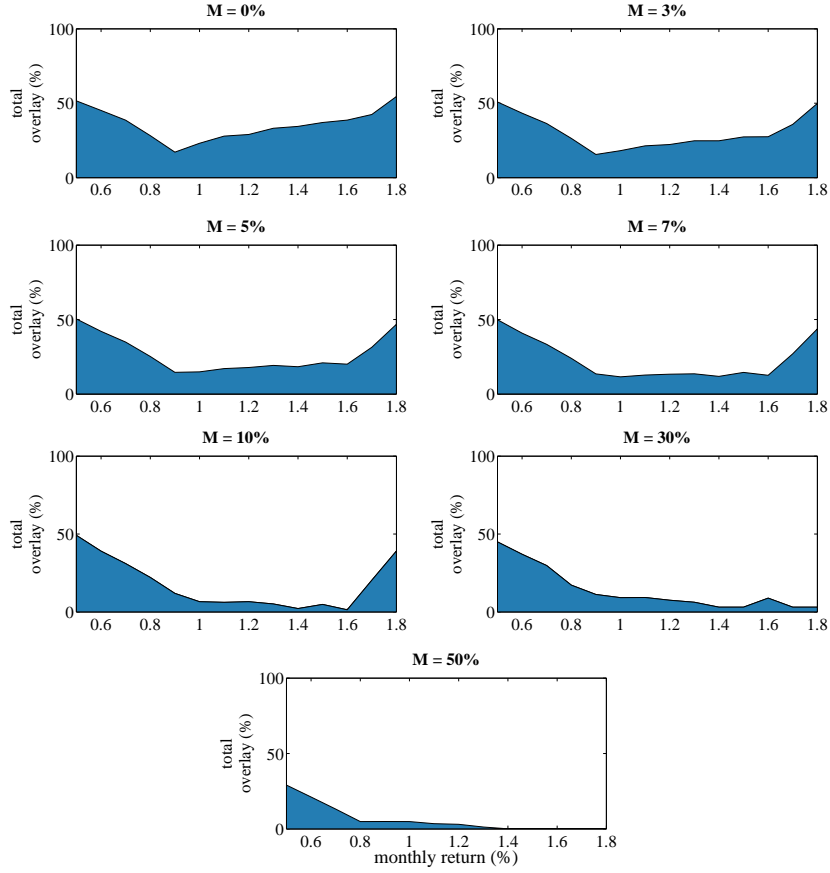 M = 0%
100
50
0
total
overlay (%)
0.6 0.8 1 1.2 1.4 1.6 1.8
M = 3%
100
50
0
total
overlay (%)
0.6 0.8 1 1.2 1.4 1.6 1.8
M = 5%
100
50
0
total
overlay (%)
0.6 0.8 1 1.2 1.4 1.6 1.8
M = 7%
100
50
0
total
overlay (%)
0.6 0.8 1 1.2 1.4 1.6 1.8
M = 10%
100
50
0
total
overlay (%)
0.6 0.8 1 1.2 1.4 1.6 1.8
M = 30%
100
50
0
total
overlay (%)
0.6 0.8 1 1.2 1.4 1.6 1.8
M = 50%
100
50
0
total
overlay (%)
0.6 0.8 1 1.2 1.4 1.6 1.8
monthly return (%)